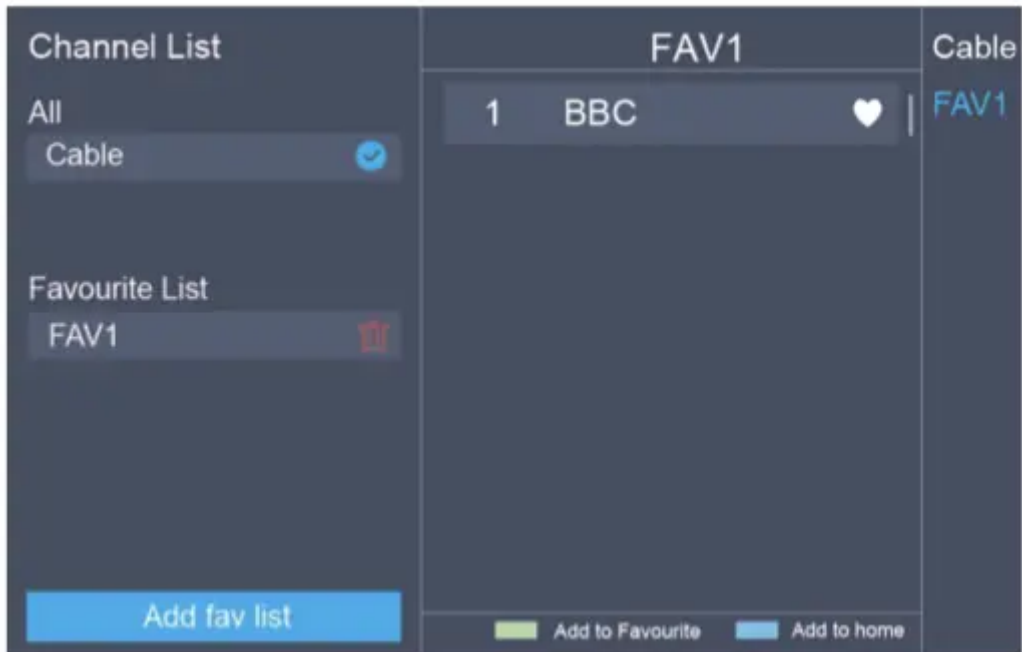 Channel List
All
Cable
Favourite List
FAV1
Add fav list
FAV1
1 BBC
Add to Favourite Add to home
Cable
FAV1